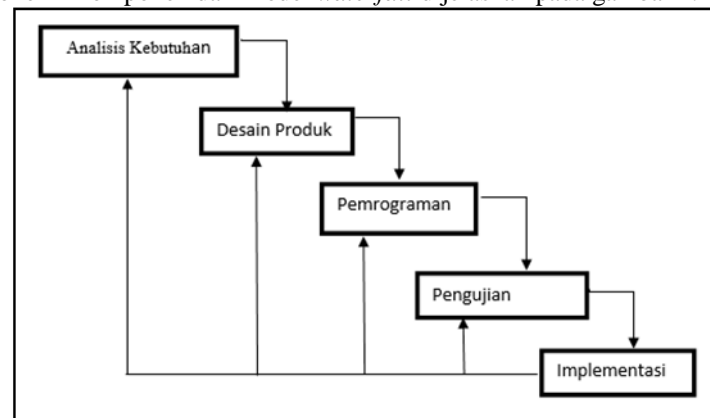 Analisis Kebutuhan
Desain Produk
Pemrograman
Pengujian
Implementasi